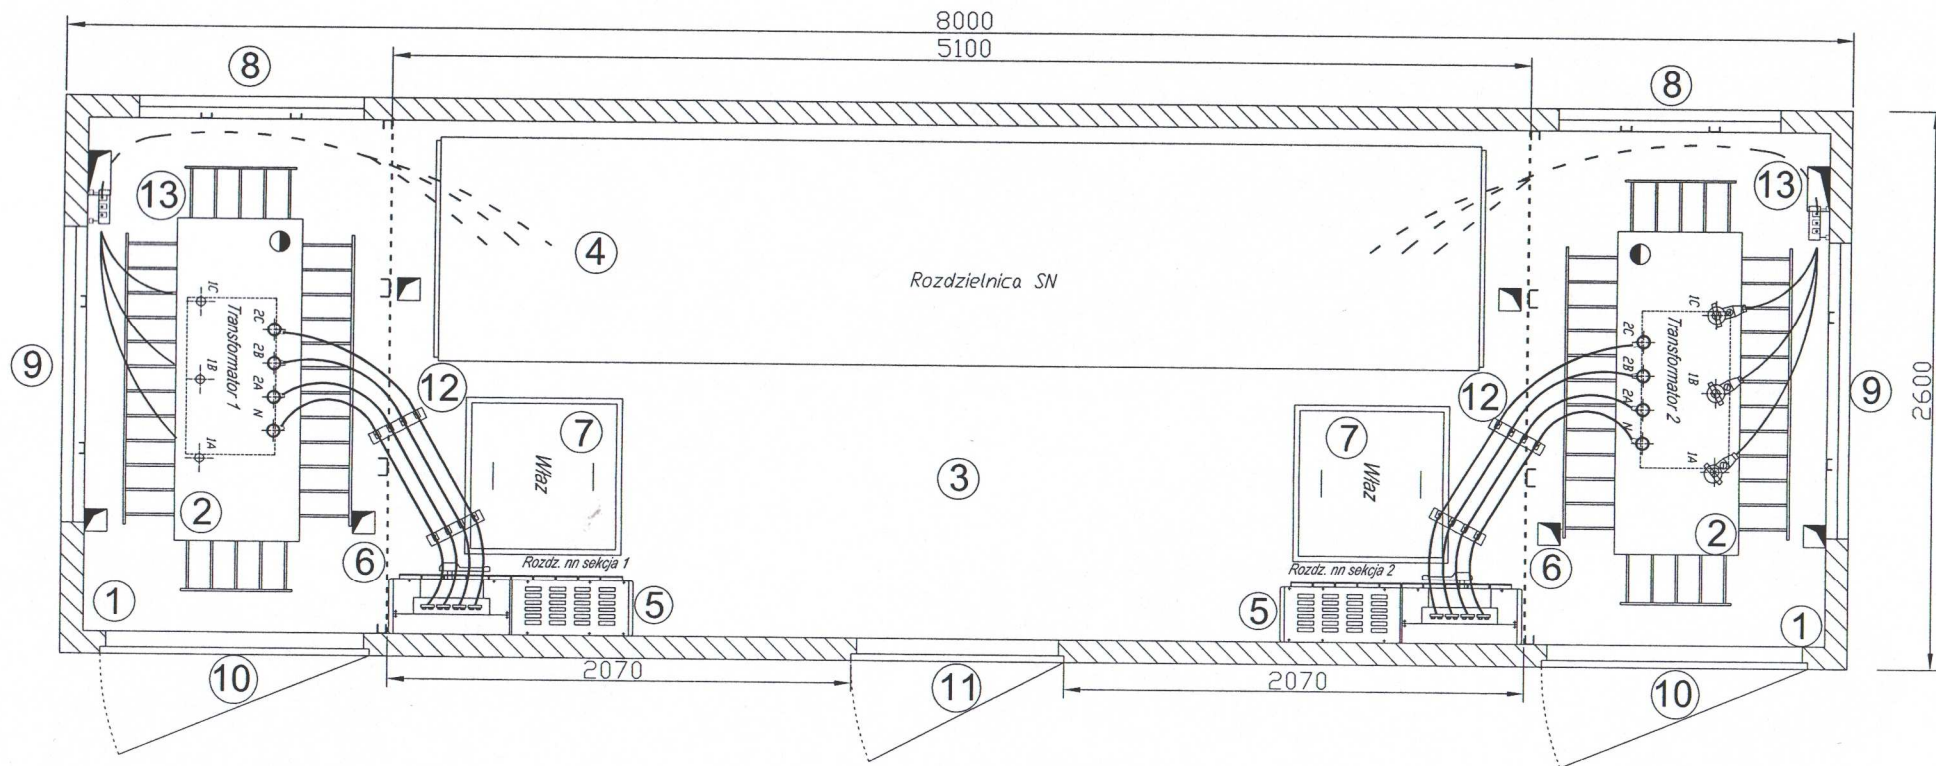 8000
5100
8
8
13
13
4
Rozdzielnica SN
1C
1B
1A
Transformator 1
2C
2B
2A
N
2C
2B
2A
N
Transformator 2
1C
1B
1A
9
9
12
12
2600
7
Właz
7
Właz
3
2
2
6
6
Rozdz. nn sekcja 1
Rozdz. nn sekcja 2
5
5
1
1
10
2070
11
2070
10